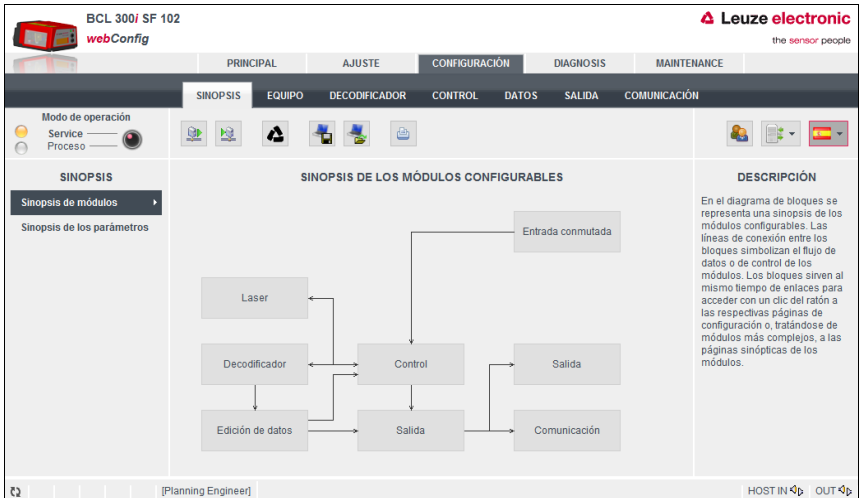 BCL 300i SF 102
webConfig
Leuze electronic
the sensor people
PRINCIPAL AJUSTE CONFIGURACIÓN DIAGNOSIS MAINTENANCE
SINOPSIS EQUIPO DECODIFICADOR CONTROL DATOS SALIDA COMUNICACIÓN
Modo de operación
Service
Proceso
SINOPSIS
Sinopsis de módulos
Sinopsis de los parámetros
SINOPSIS DE LOS MÓDULOS CONFIGURABLES
Entrada conmutada
Laser
Decodificador
Control
Salida
Edición de datos
Salida
Comunicación
DESCRIPCIÓN
En el diagrama de bloques se
representa una sinopsis de los
módulos configurables. Las
líneas de conexión entre los
bloques simbolizan el flujo de
datos o de control de los
módulos. Los bloques sirven al
mismo tiempo de enlaces para
acceder con un clic del ratón a
las respectivas páginas de
configuración o, tratándose de
módulos más complejos, a las
páginas sinópticas de los
módulos.
[Planning Engineer]
HOST IN OUT